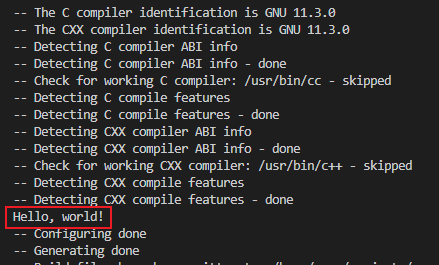 -- The C compiler identification is GNU 11.3.0
-- The CXX compiler identification is GNU 11.3.0
-- Detecting C compiler ABI info
-- Detecting C compiler ABI info - done
-- Check for working C compiler: /usr/bin/cc - skipped
-- Detecting C compile features
-- Detecting C compile features - done
-- Detecting CXX compiler ABI info
-- Detecting CXX compiler ABI info - done
-- Check for working CXX compiler: /usr/bin/c++ - skipped
-- Detecting CXX compile features
-- Detecting CXX compile features - done
Hello, world!
-- Configuring done
-- Generating done